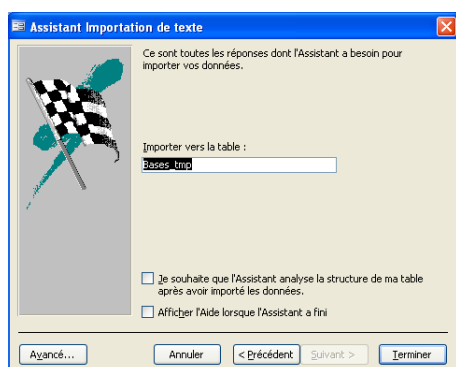 Assistant Importation de texte
Ce sont toutes les réponses dont l'Assistant a besoin pour
importer vos données.
Importer vers la table :
Bases_tmp
Je souhaite que l'Assistant analyse la structure de ma table
après avoir importé les données.
Afficher l'Aide lorsque l'Assistant a fini
Avancé...
Annuler
< Précédent
Suivant >
Terminer